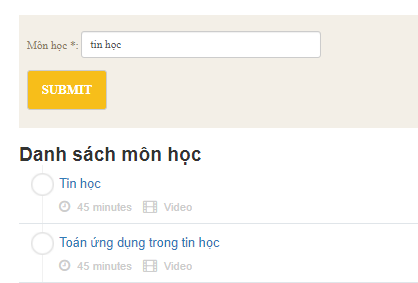 Môn học *: tin học
SUBMIT
Danh sách môn học
Tin học
45 minutes Video
Toán ứng dụng trong tin học
45 minutes Video